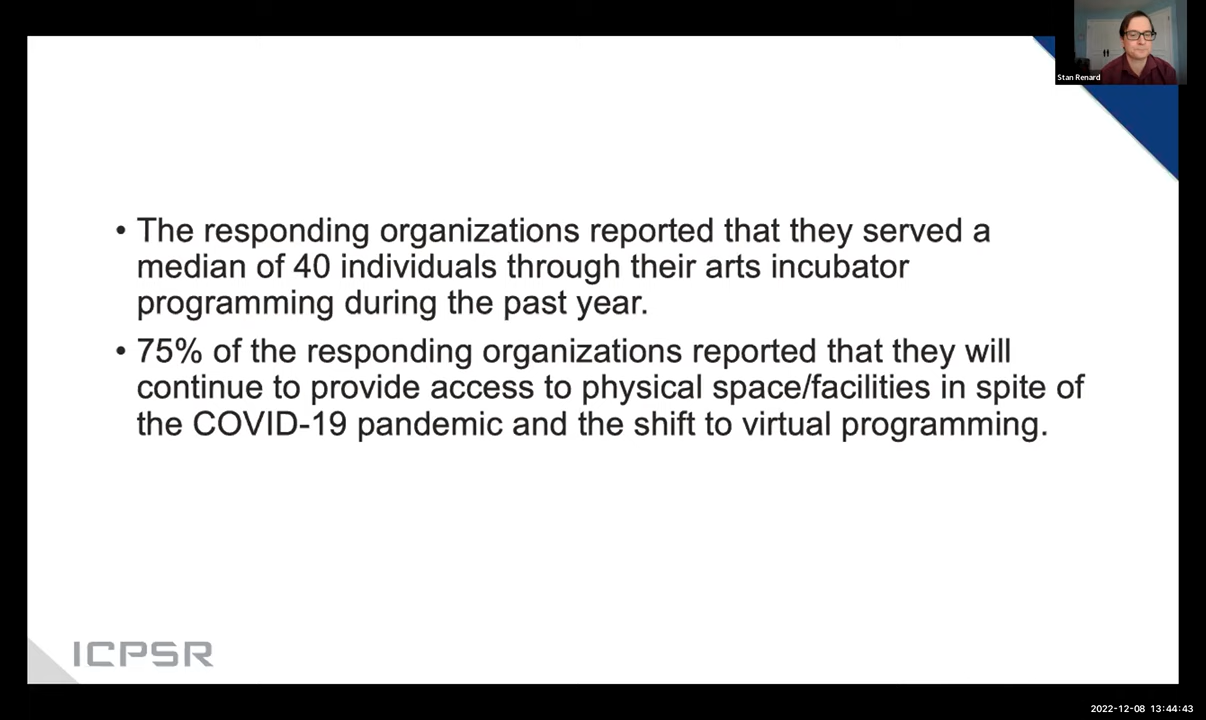 Stan Renard
• The responding organizations reported that they served a
median of 40 individuals through their arts incubator
programming during the past year.
• 75% of the responding organizations reported that they will
continue to provide access to physical space/facilities in spite of
the COVID-19 pandemic and the shift to virtual programming.
ICPSR
2022-12-08 13:44:43